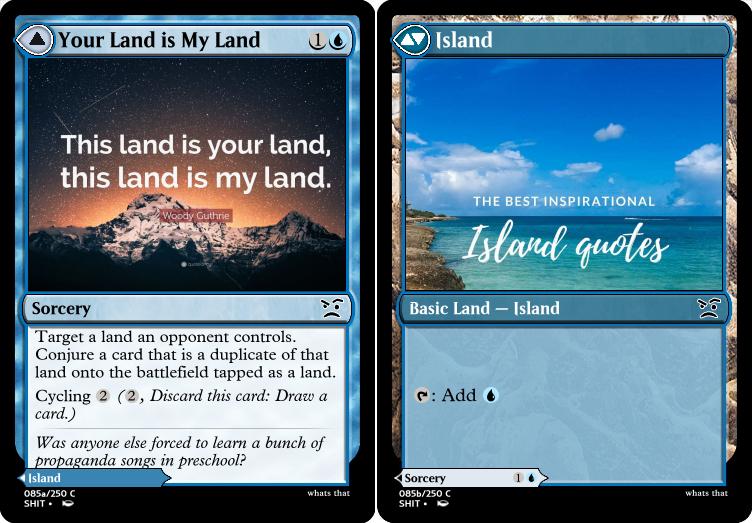 Your Land is My Land 1
This land is your land,
this land is my land.
Woody Guthrie
Sorcery
Target a land an opponent controls.
Conjure a card that is a duplicate of that
land onto the battlefield tapped as a land.
Cycling 2 (2, Discard this card: Draw a
card.)
Was anyone else forced to learn a bunch of
propaganda songs in preschool?
Island
085a/250 C
SHIT •
whats that
Island
THE BEST INSPIRATIONAL
Island quotes
Basic Land — Island
: Add
Sorcery 1
085b/250 C
SHIT •
whats that